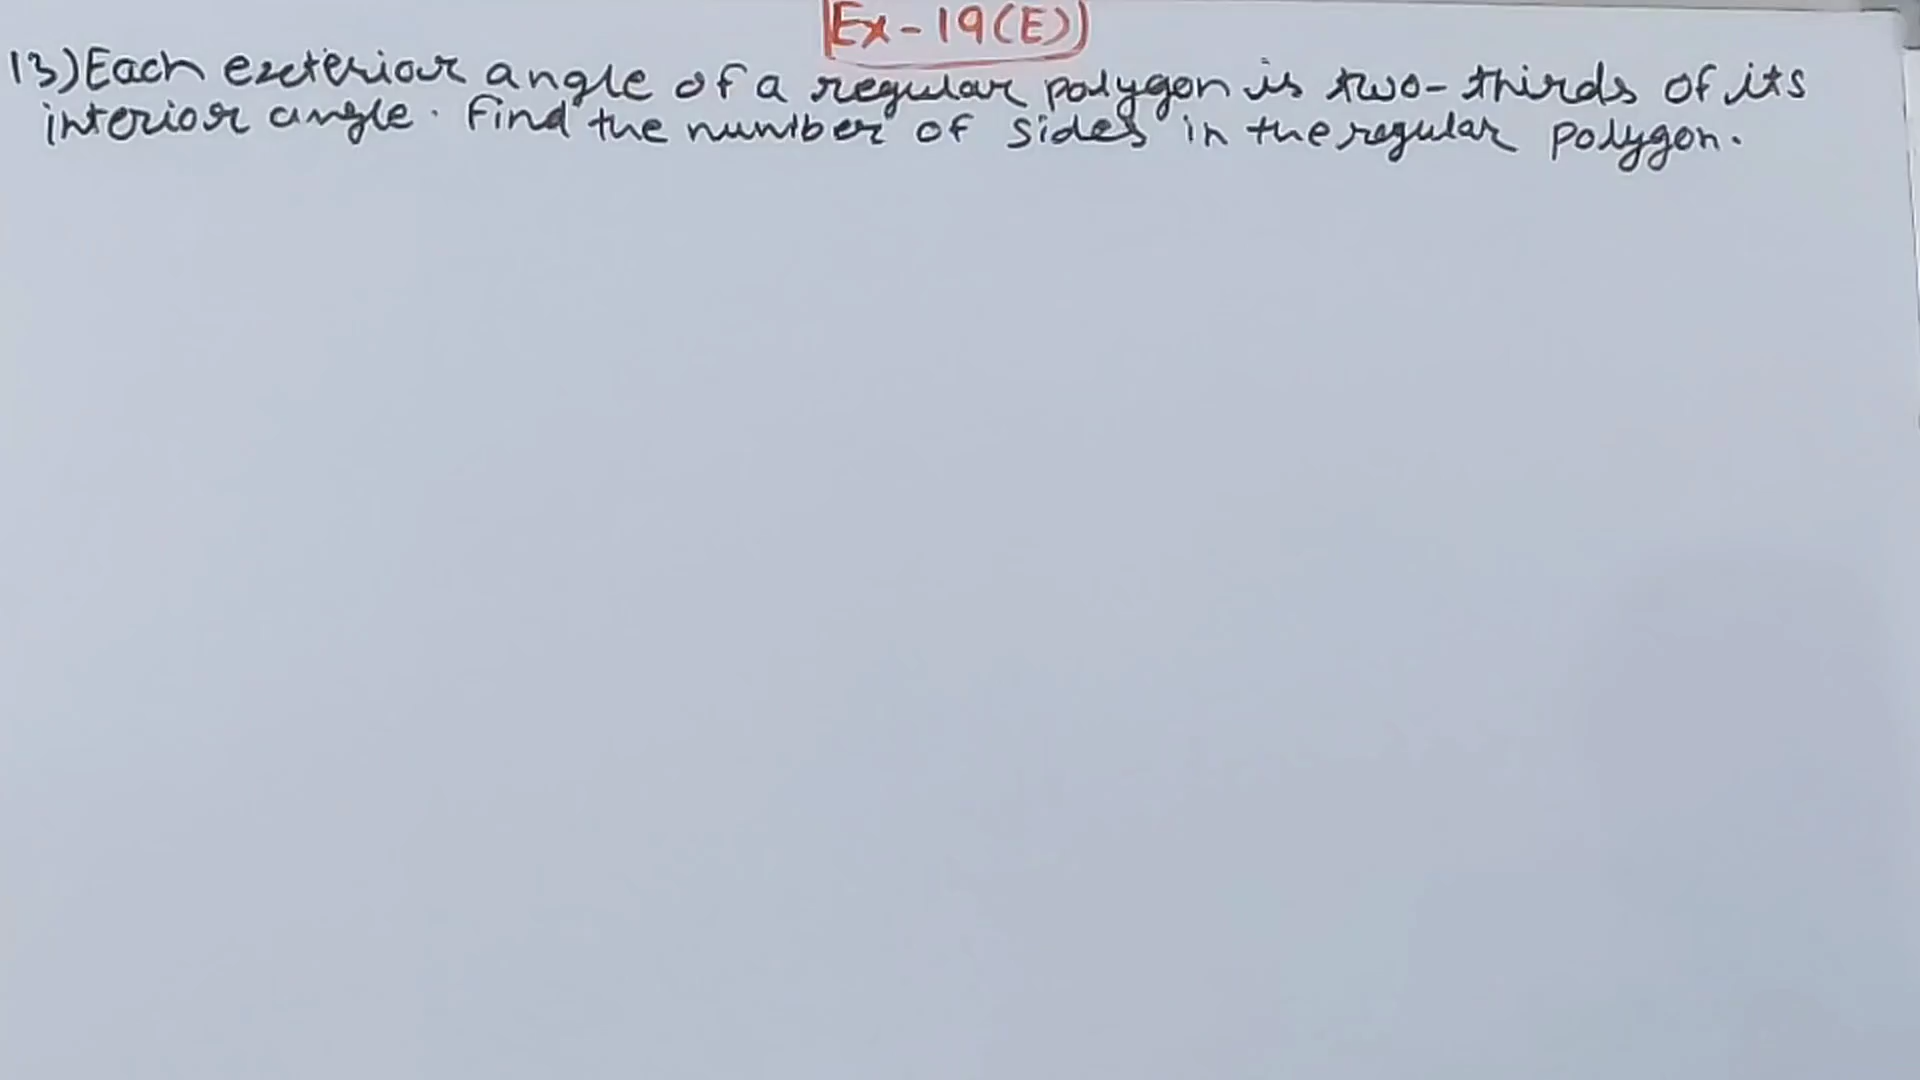 Ex-19(E)
13) Each exterior angle of a regular polygon is two-thirds of its
interior angle. Find the number of sides in the regular polygon.